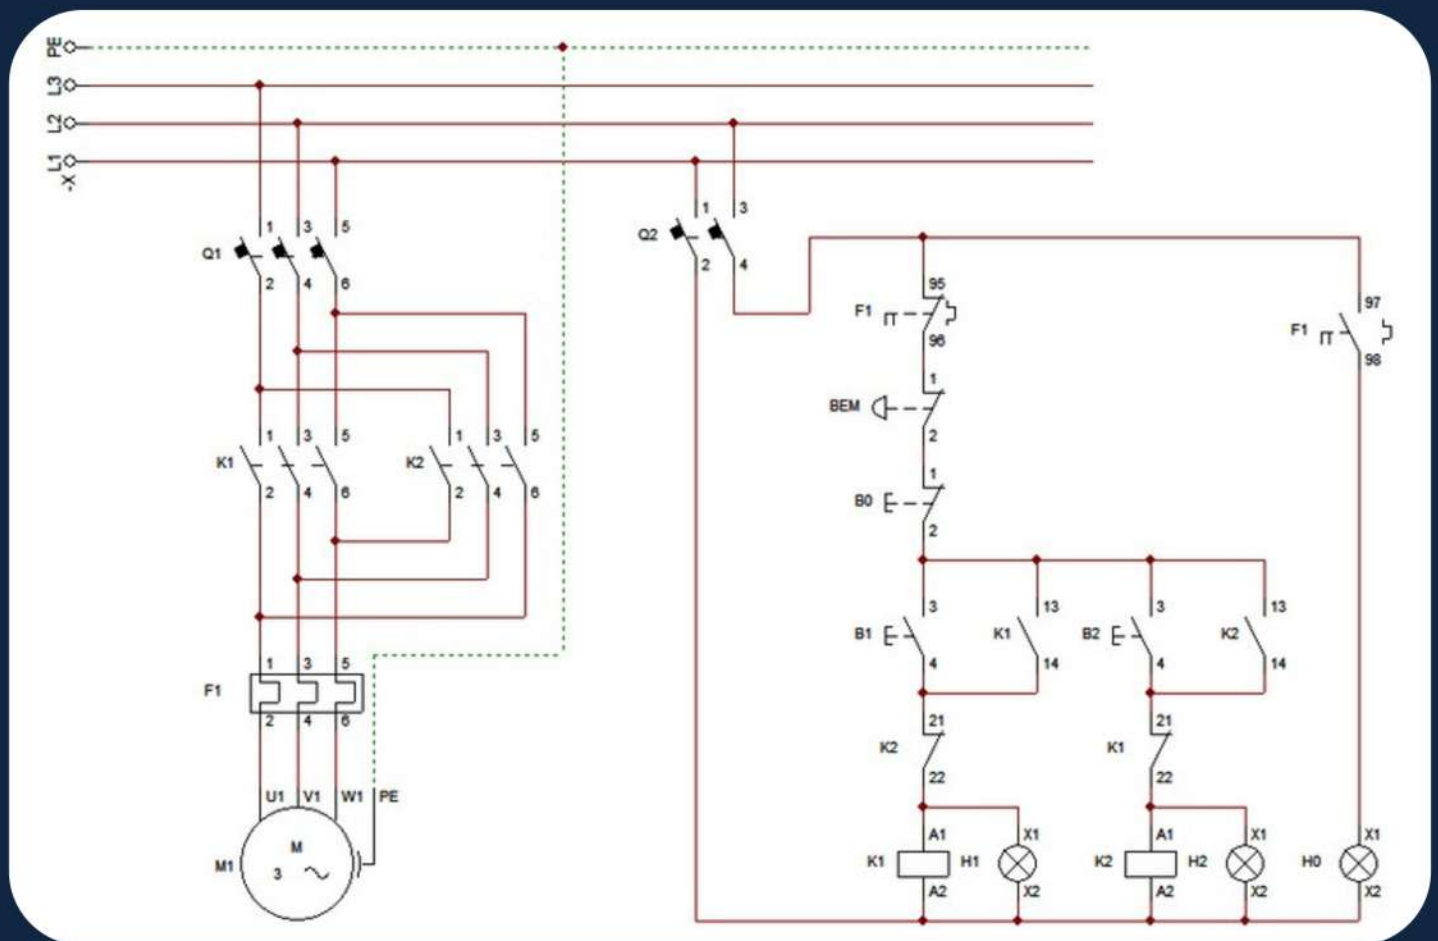 PE
L3
L2
L1
-X
Q1
1 3 5
2 4 6
Q2
1 3
2 4
K1
1 3 5
2 4 6
K2
1 3 5
2 4 6
F1
1 3 5
2 4 6
U1 V1 W1 PE
M1
M
3
F1
95
96
BEM
1
2
B0
1
2
B1
3
4
K1
13
14
B2
3
4
K2
13
14
K2
21
22
K1
21
22
K1
A1
A2
H1
X1
X2
K2
A1
A2
H2
X1
X2
F1
97
98
H0
X1
X2